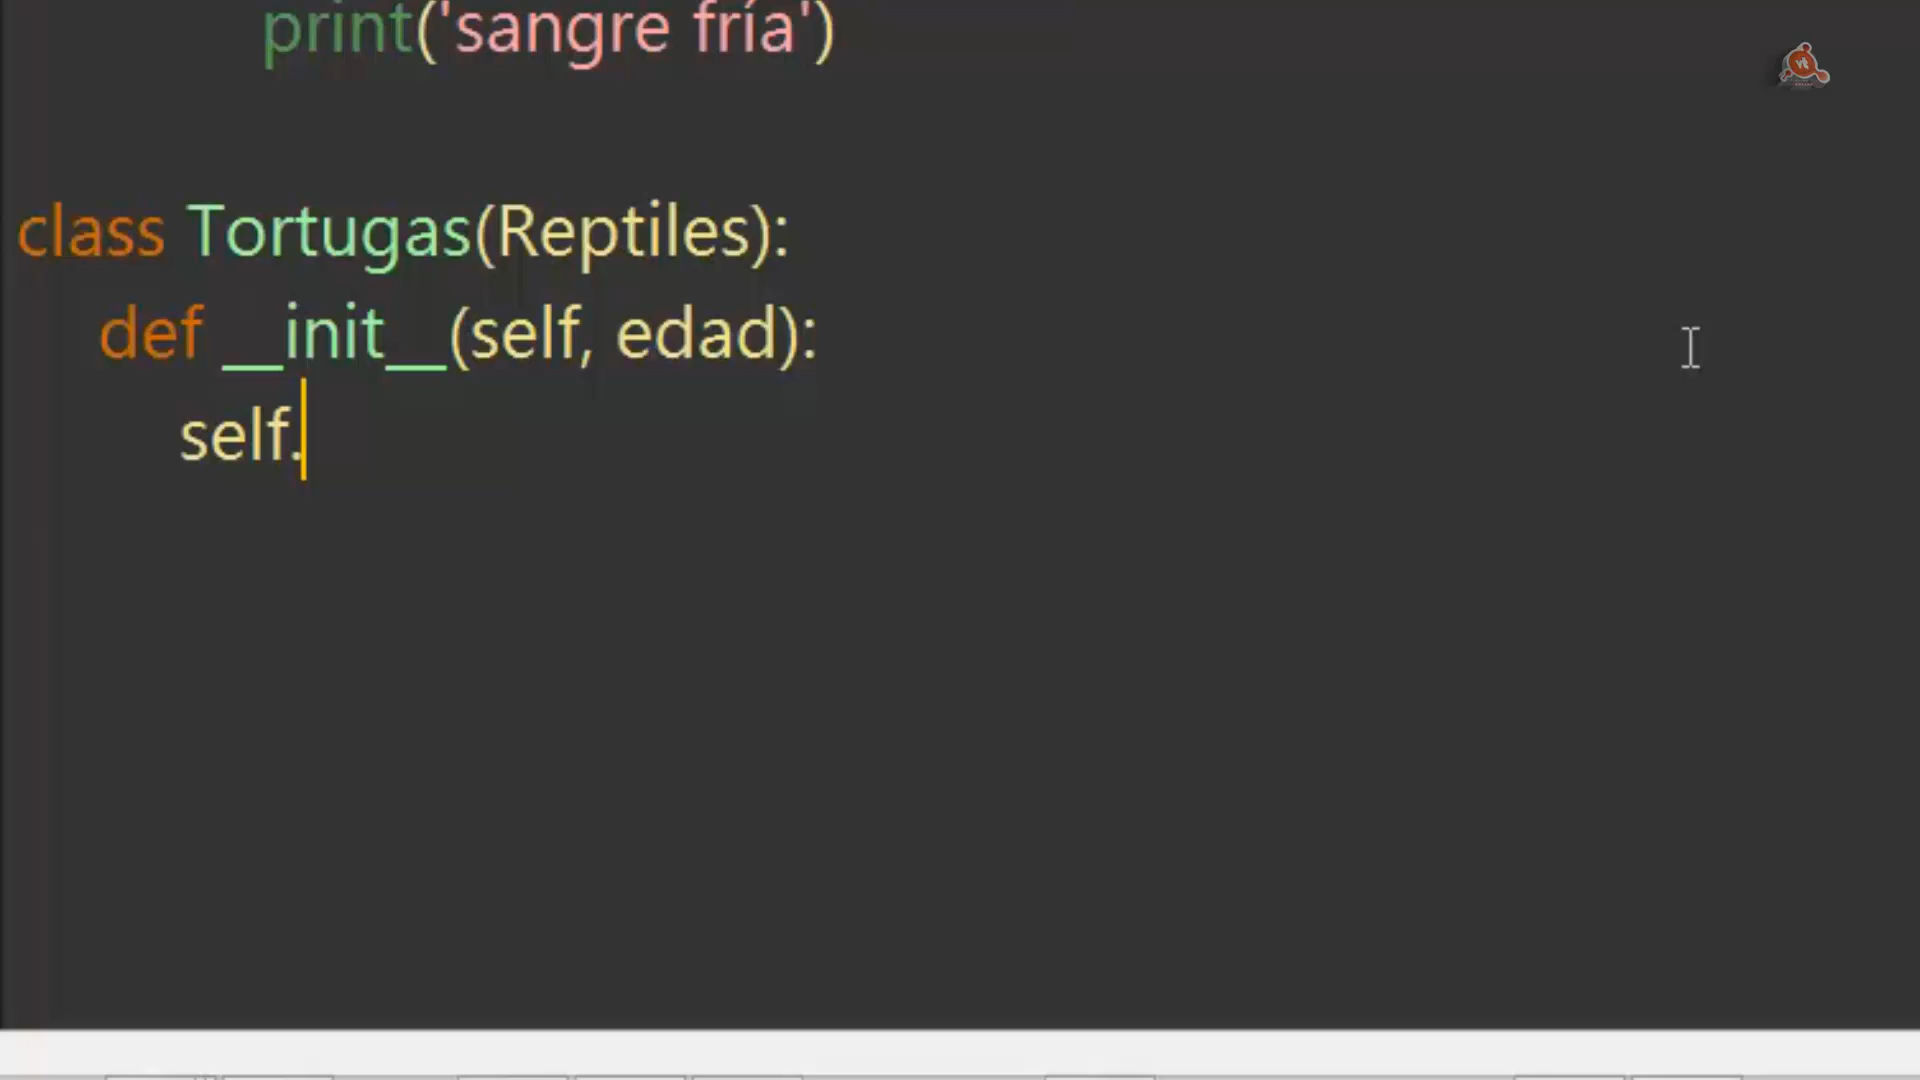 print('sangre fría')
class Tortugas(Reptiles):
def __init__(self, edad):
self.